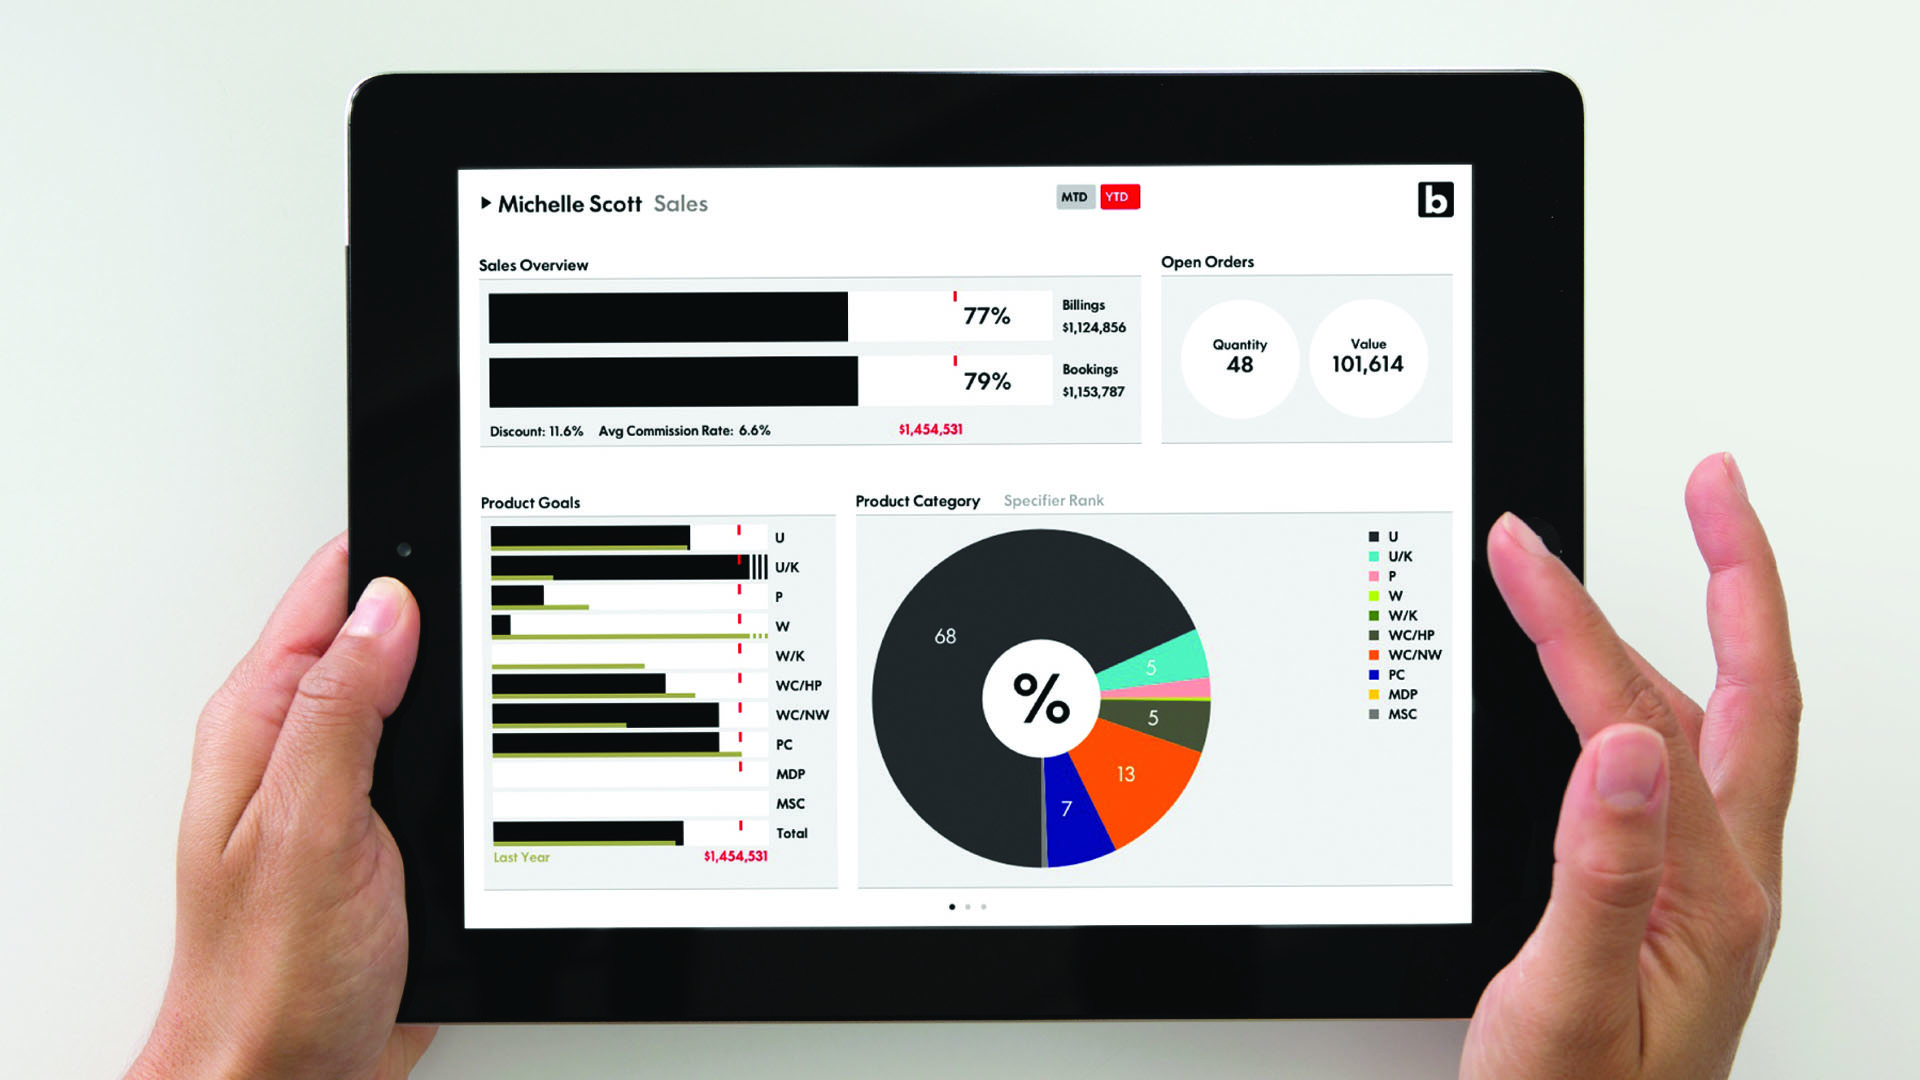 Michelle Scott Sales
MTD YTD
b
Sales Overview
77%
Billings
$1,124,856
79%
Bookings
$1,153,787
Discount: 11.6% Avg Commission Rate: 6.6%
$1,454,531
Open Orders
Quantity
48
Value
101,614
Product Goals
U
U/K
P
W
W/K
WC/HP
WC/NW
PC
MDP
MSC
Total
Last Year
$1,454,531
Product Category Specifier Rank
68
5
5
13
7
%
U
U/K
P
W
W/K
WC/HP
WC/NW
PC
MDP
MSC